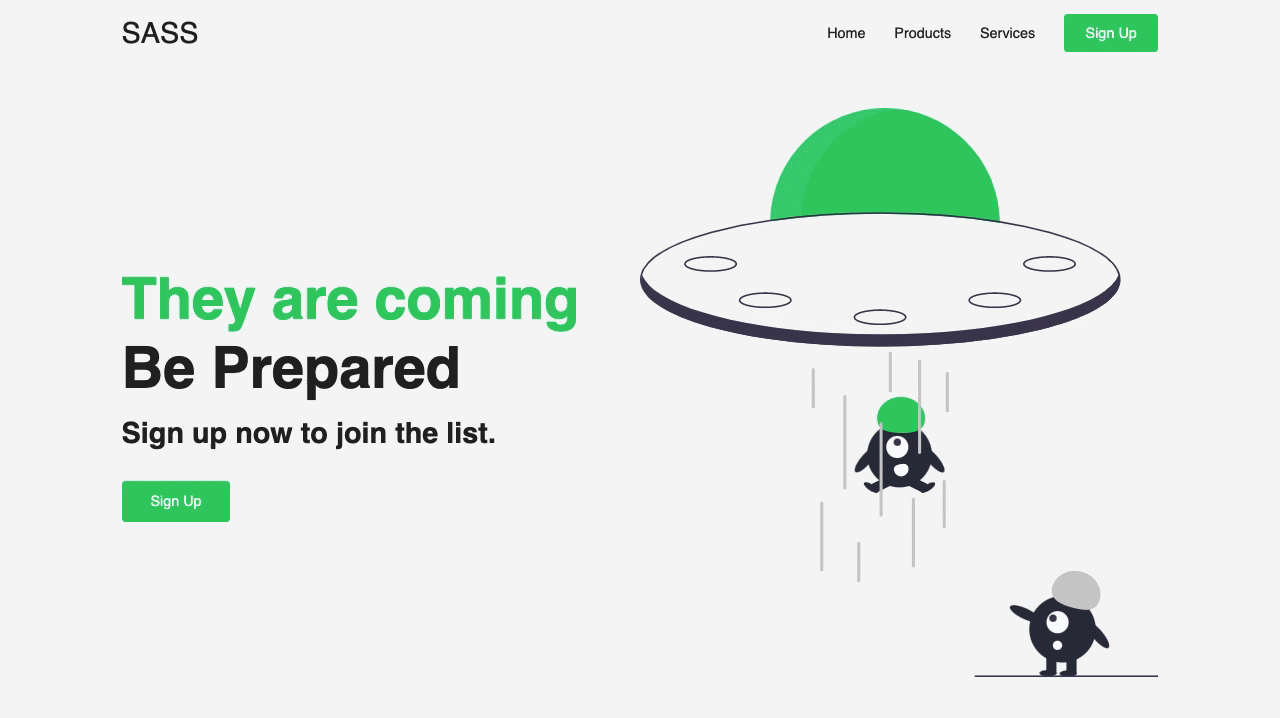 SASS
Home Products Services Sign Up
They are coming
Be Prepared
Sign up now to join the list.
Sign Up